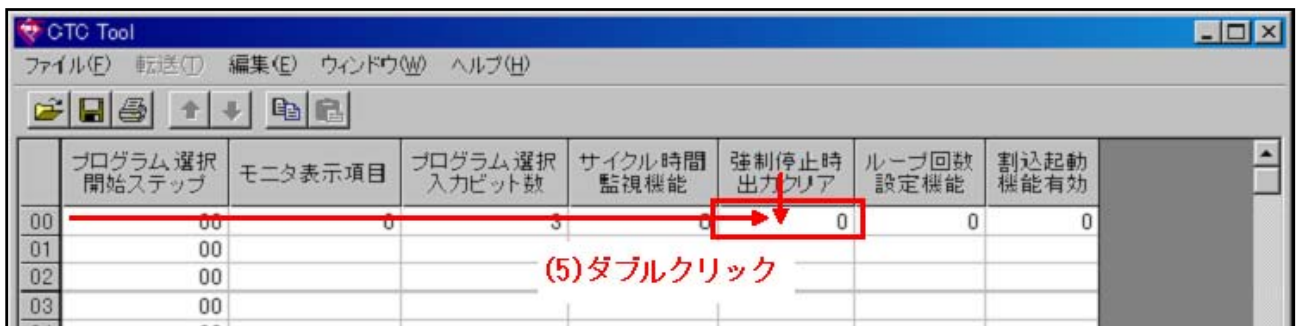 CTC Tool
ファイル(F) 転送(T) 編集(E) ウィンドウ(W) ヘルプ(H)
プログラム選択開始ステップ モニタ表示項目 プログラム選択入力ビット数 サイクル時間監視機能 強制停止時出力クリア ループ回数設定機能 割込起動機能有効
00 00 0 3 0 0 0 0
01 00
(5)ダブルクリック
02 00
03 00